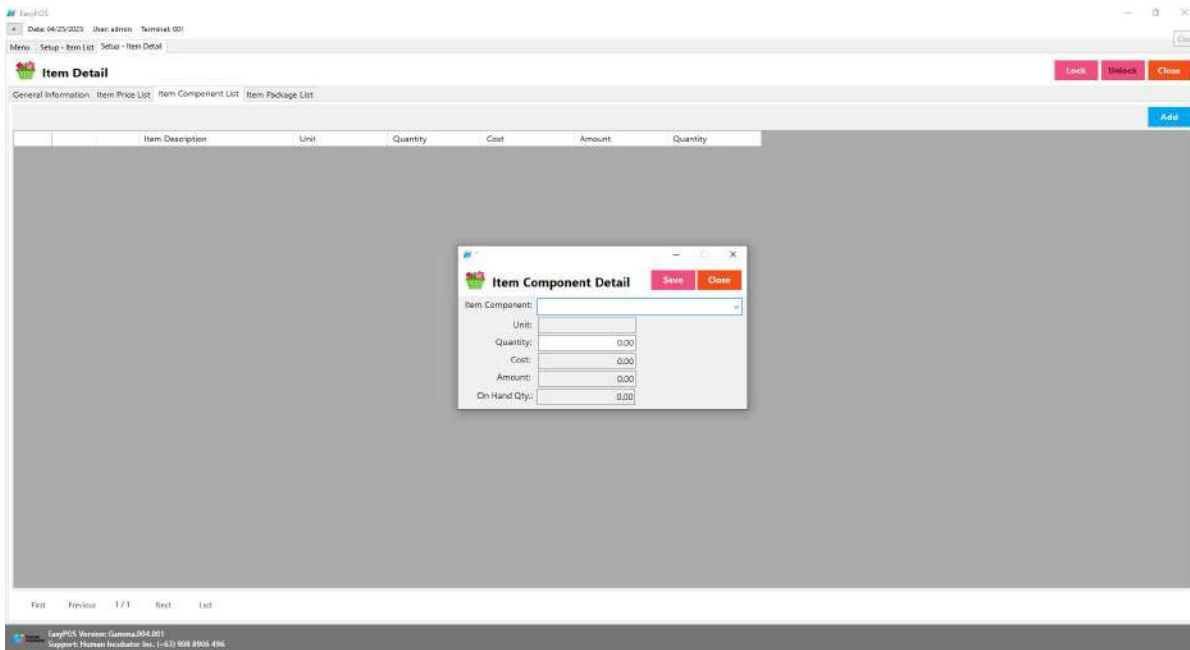 EasyPOS
Date: 04/25/2023 User: admin Terminal: 001
Menu Setup - Item List Setup - Item Detail
Item Detail
Lock Unlock Close
General Information Item Price List Item Component List Item Package List
Add
Item Description Unit Quantity Cost Amount Quantity
Item Component Detail Save Close
Item Component:
Unit:
Quantity: 0.00
Cost: 0.00
Amount: 0.00
On Hand Qty.: 0.00
First Previous 1 / 1 Next Last
EasyPOS Version: Gamma.004.001
Support: Human Incubator Inc. (+63) 908 8906 496